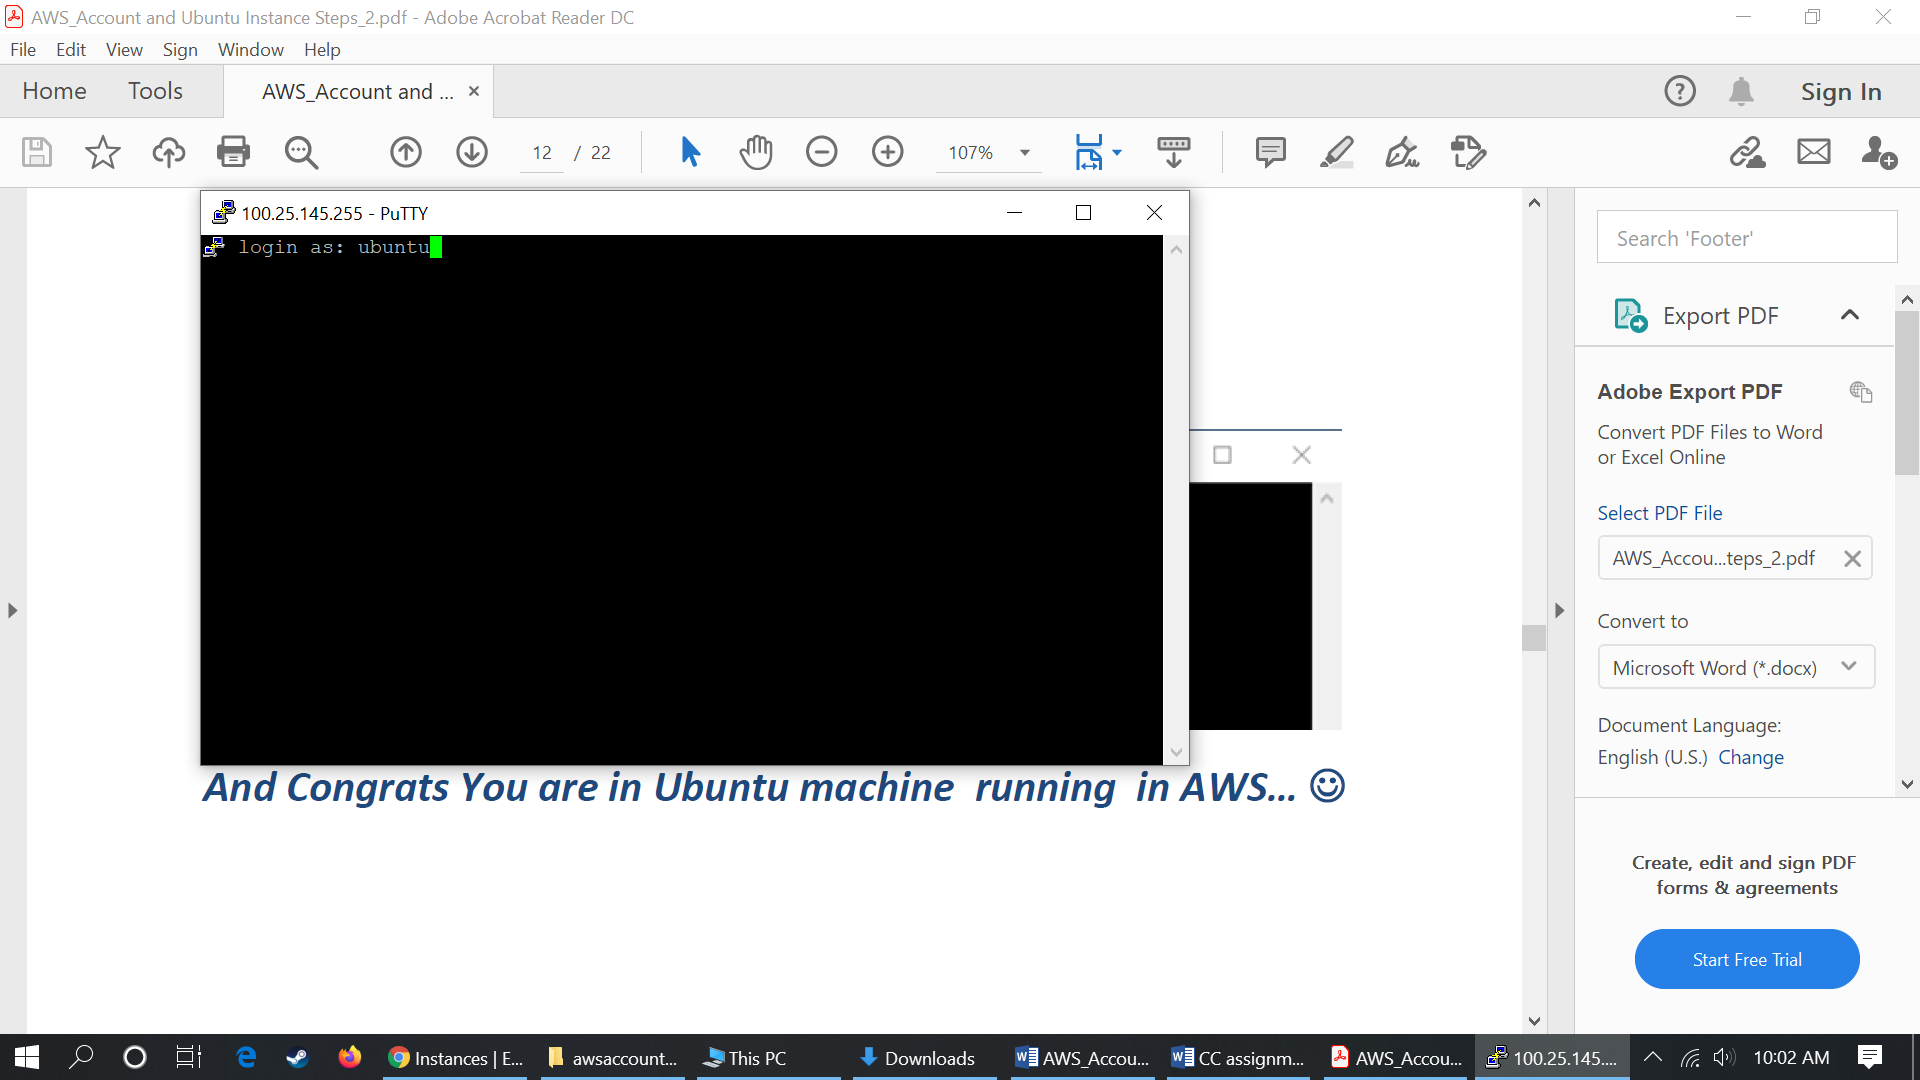 AWS_Account and Ubuntu Instance Steps_2.pdf - Adobe Acrobat Reader DC
File Edit View Sign Window Help
Home Tools AWS_Account and ... Sign In
12 / 22 107%
100.25.145.255 - PuTTY
login as: ubuntu
And Congrats You are in Ubuntu machine running in AWS... ☺
Search 'Footer'
Export PDF
Adobe Export PDF
Convert PDF Files to Word
or Excel Online
Select PDF File
AWS_Accou...teps_2.pdf
Convert to
Microsoft Word (*.docx)
Document Language:
English (U.S.) Change
Create, edit and sign PDF
forms & agreements
Start Free Trial
Instances | E... awsaccount... This PC Downloads AWS_Accou... CC assignm... AWS_Accou... 100.25.145.... 10:02 AM